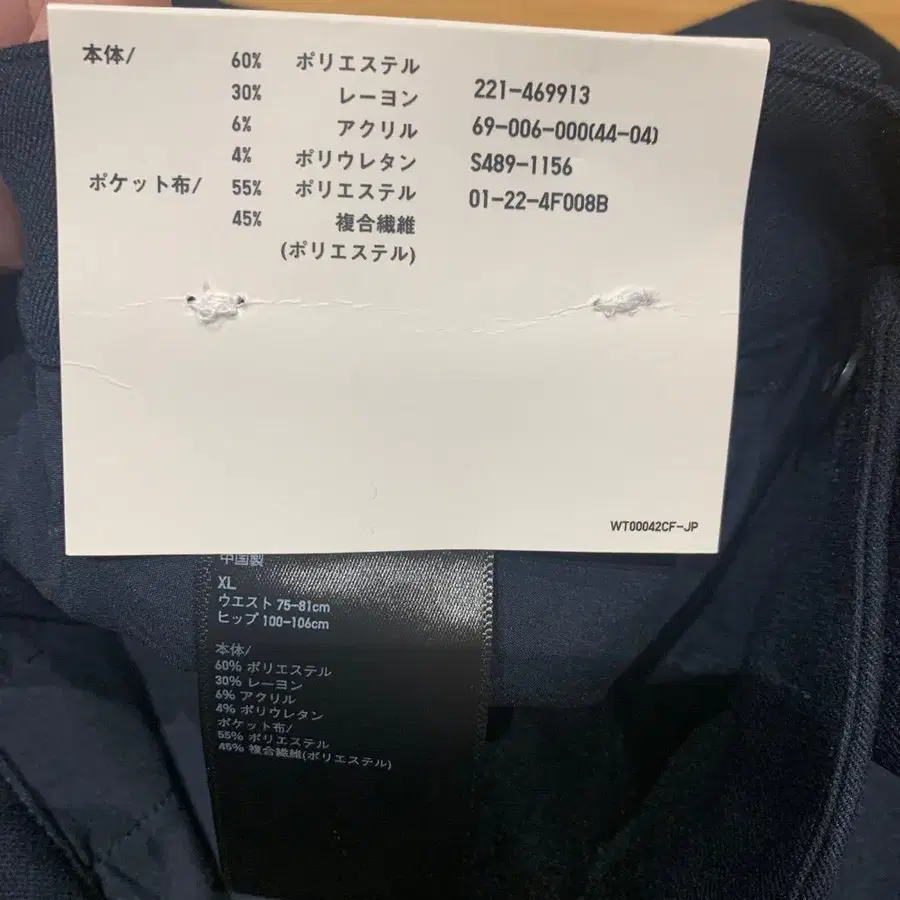 本体/ 60% ポリエステル
30% レーヨン
6% アクリル
4% ポリウレタン
ポケット布/ 55% ポリエステル
45% 複合繊維
(ポリエステル)
221-469913
69-006-000(44-04)
S489-1156
01-22-4F008B
WT00042CF-JP
中国製
XL
ウエスト 75-81cm
ヒップ 100-106cm
本体/
60% ポリエステル
30% レーヨン
6% アクリル
4% ポリウレタン
ポケット布/
55% ポリエステル
45% 複合繊維(ポリエステル)